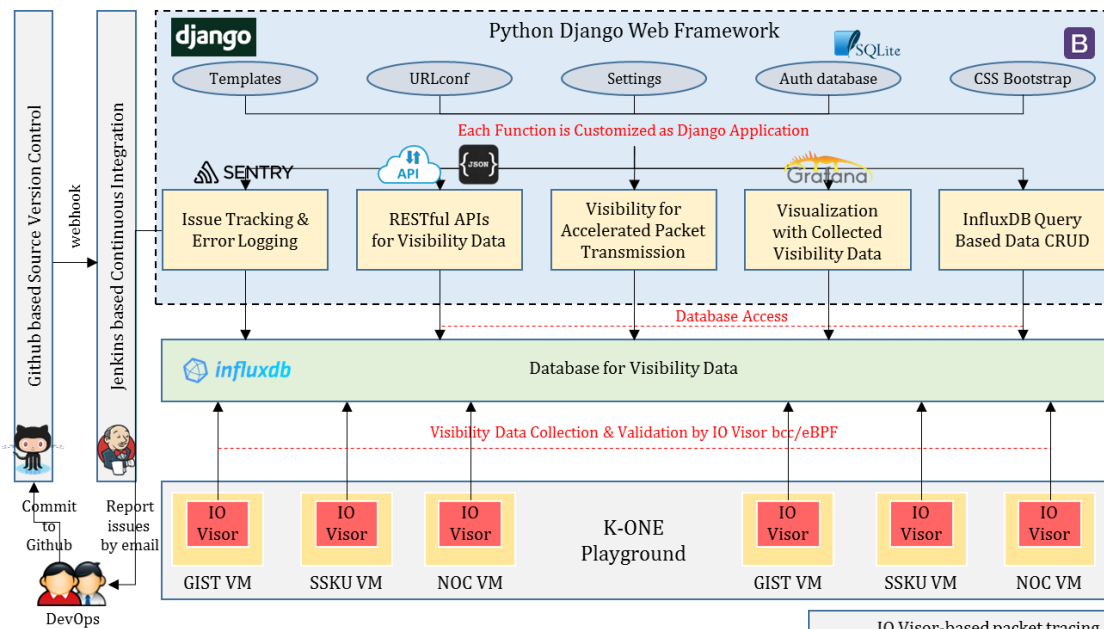 django
Python Django Web Framework
SQLite
B
Templates
URLconf
Settings
Auth database
CSS Bootstrap
Each Function is Customized as Django Application
SENTRY
API
{JSON}
Grafana
Issue Tracking &
Error Logging
RESTful APIs
for Visibility Data
Visibility for
Accelerated Packet
Transmission
Visualization
with Collected
Visibility Data
InfluxDB Query
Based Data CRUD
Github based Source Version Control
webhook
Jenkins based Continuous Integration
Database Access
influxdb
Database for Visibility Data
Visibility Data Collection & Validation by IO Visor bcc/eBPF
IO
Visor
IO
Visor
IO
Visor
K-ONE
Playground
IO
Visor
IO
Visor
IO
Visor
GIST VM
SSKU VM
NOC VM
GIST VM
SSKU VM
NOC VM
Commit
to
Github
Report
issues
by email
DevOps
IO Visor-based packet tracing